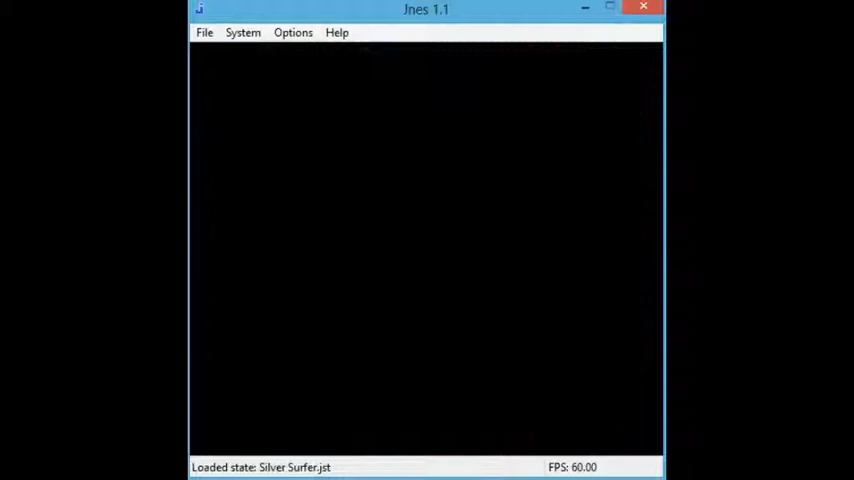 Jnes 1.1
File System Options Help
Loaded state: Silver Surfer.jst FPS: 60.00